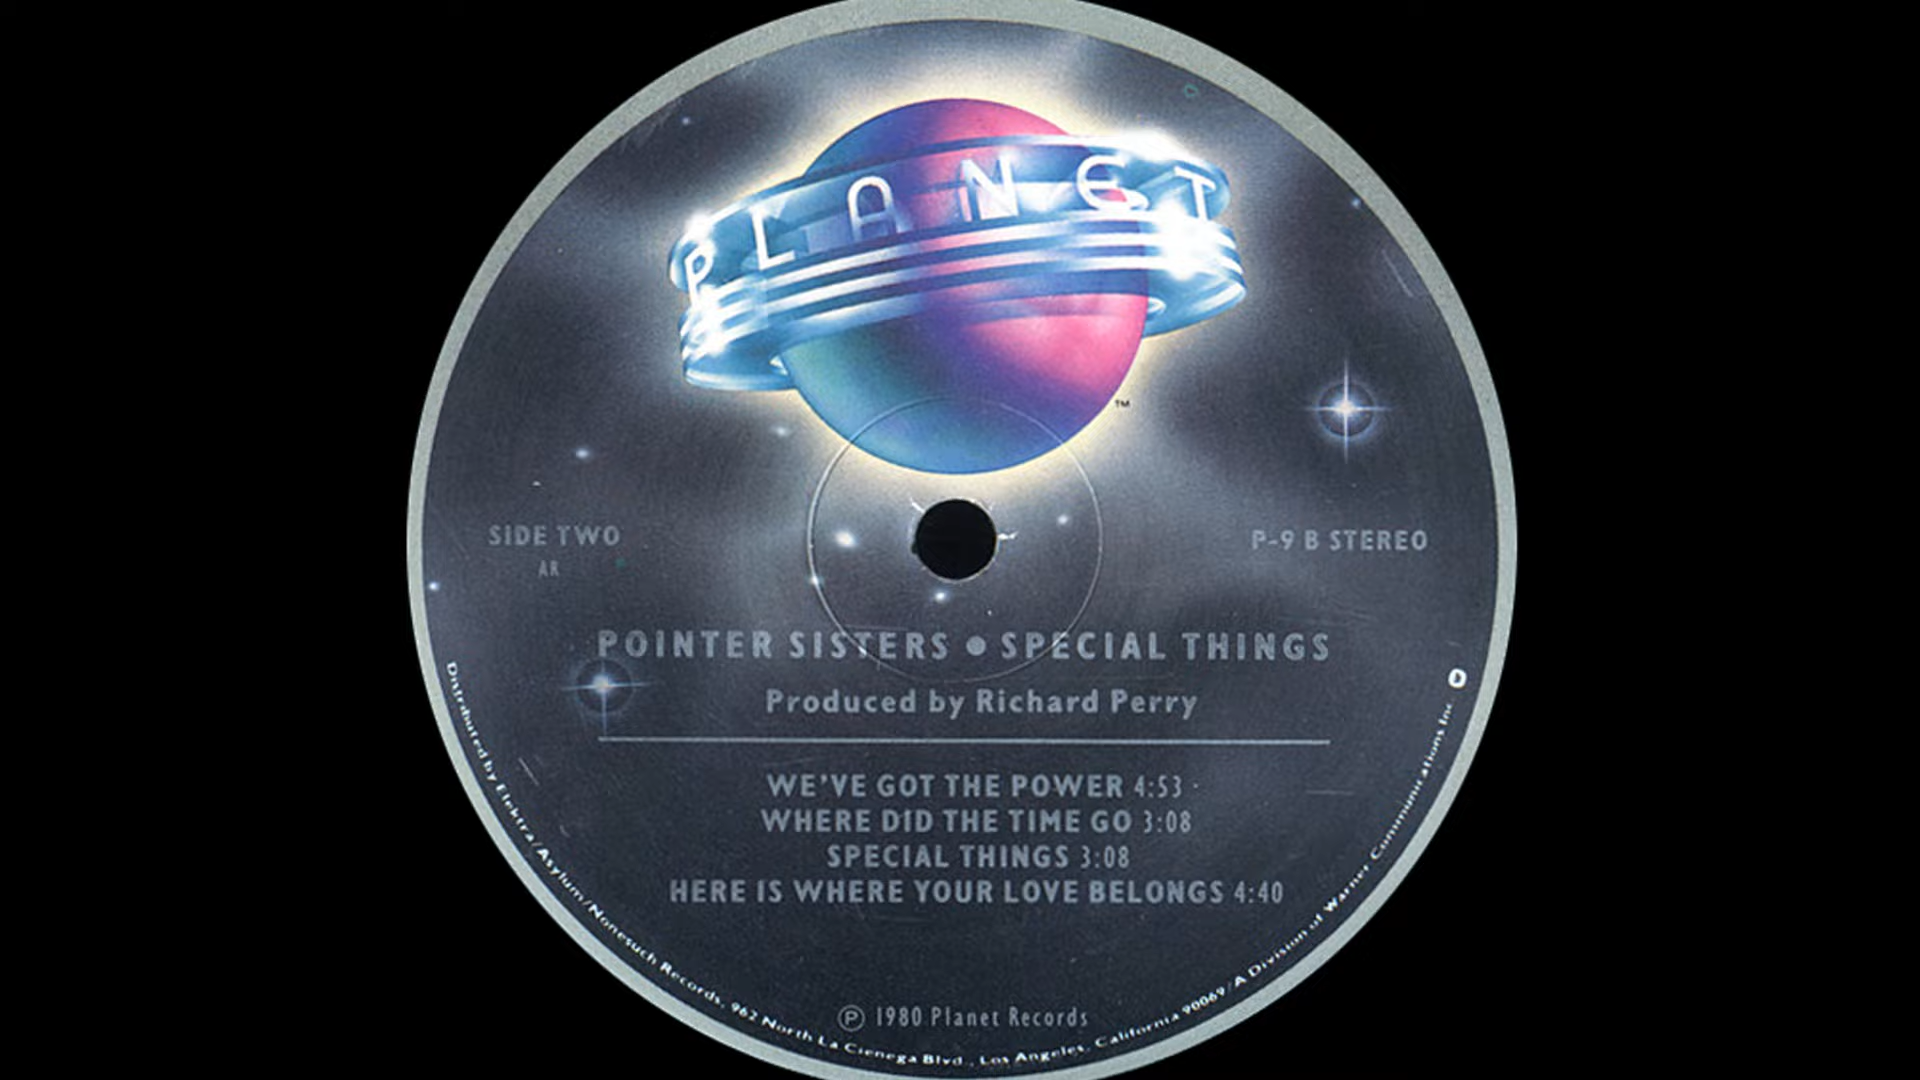 PLANET
™
SIDE TWO
AR
P-9 B STEREO
POINTER SISTERS ● SPECIAL THINGS
Produced by Richard Perry
WE'VE GOT THE POWER 4:53
WHERE DID THE TIME GO 3:08
SPECIAL THINGS 3:08
HERE IS WHERE YOUR LOVE BELONGS 4:40
℗ 1980 Planet Records
Distributed by Elektra/Asylum/Nonesuch Records, 962 North La Cienega Blvd., Los Angeles, California 90069/A Division of Warner Communications Inc.